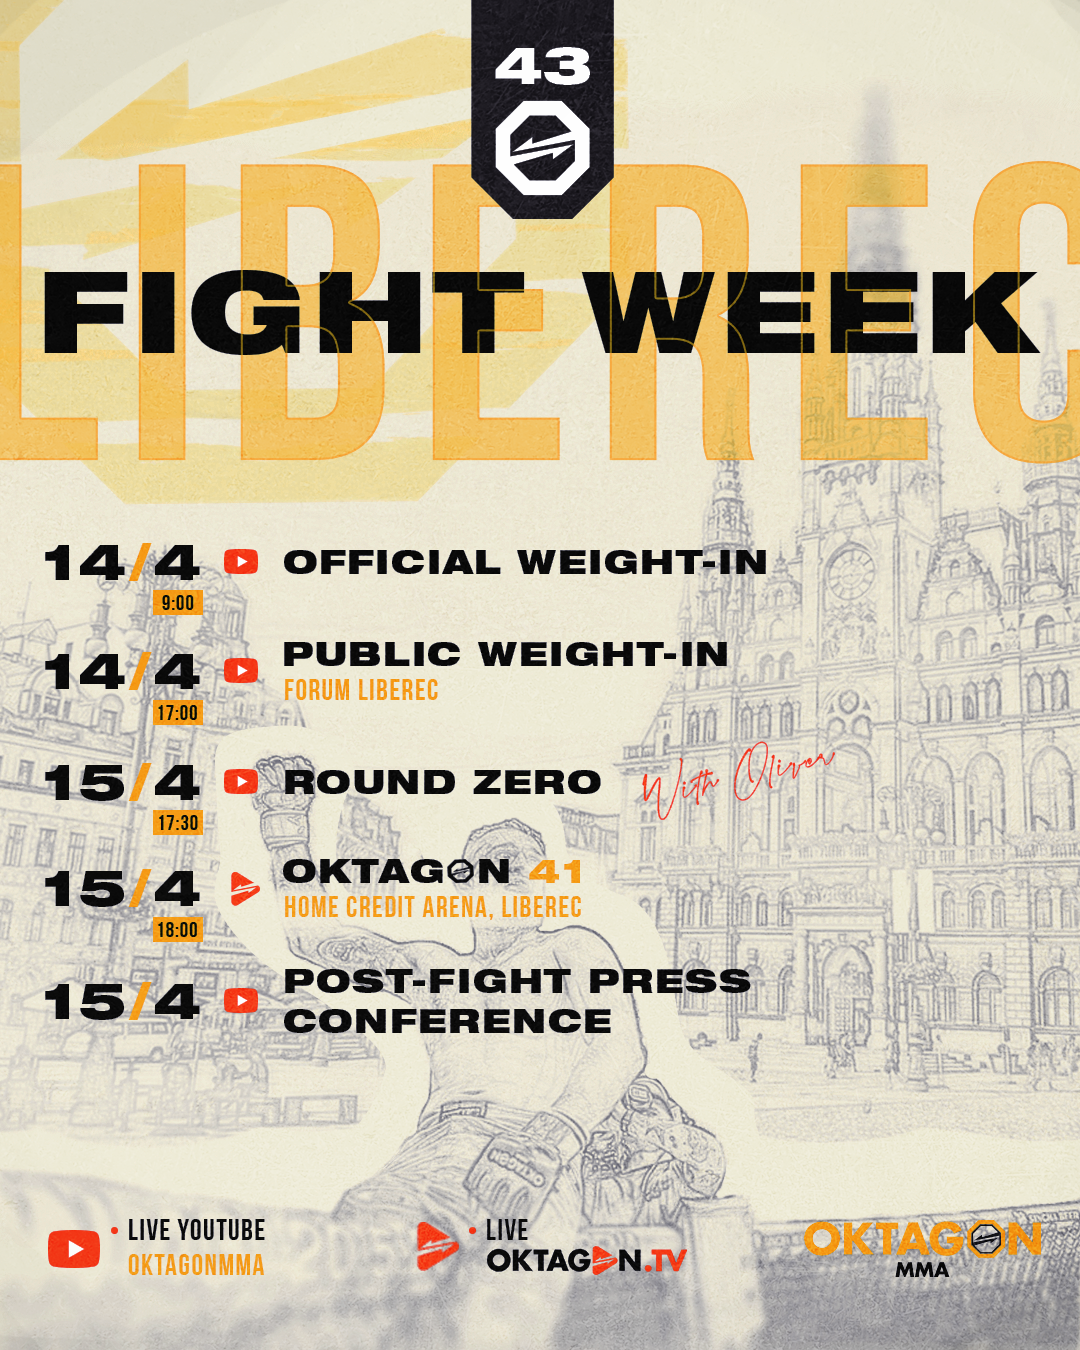 43
LIBEREC
FIGHT WEEK
14/4 OFFICIAL WEIGHT-IN
9:00
14/4 PUBLIC WEIGHT-IN
FORUM LIBEREC
17:00
15/4 ROUND ZERO With Oliver
17:30
15/4 OKTAGON 41
HOME CREDIT ARENA, LIBEREC
18:00
15/4 POST-FIGHT PRESS
CONFERENCE
LIVE YOUTUBE
OKTAGONMMA
LIVE
OKTAGON.TV
OKTAGON
MMA